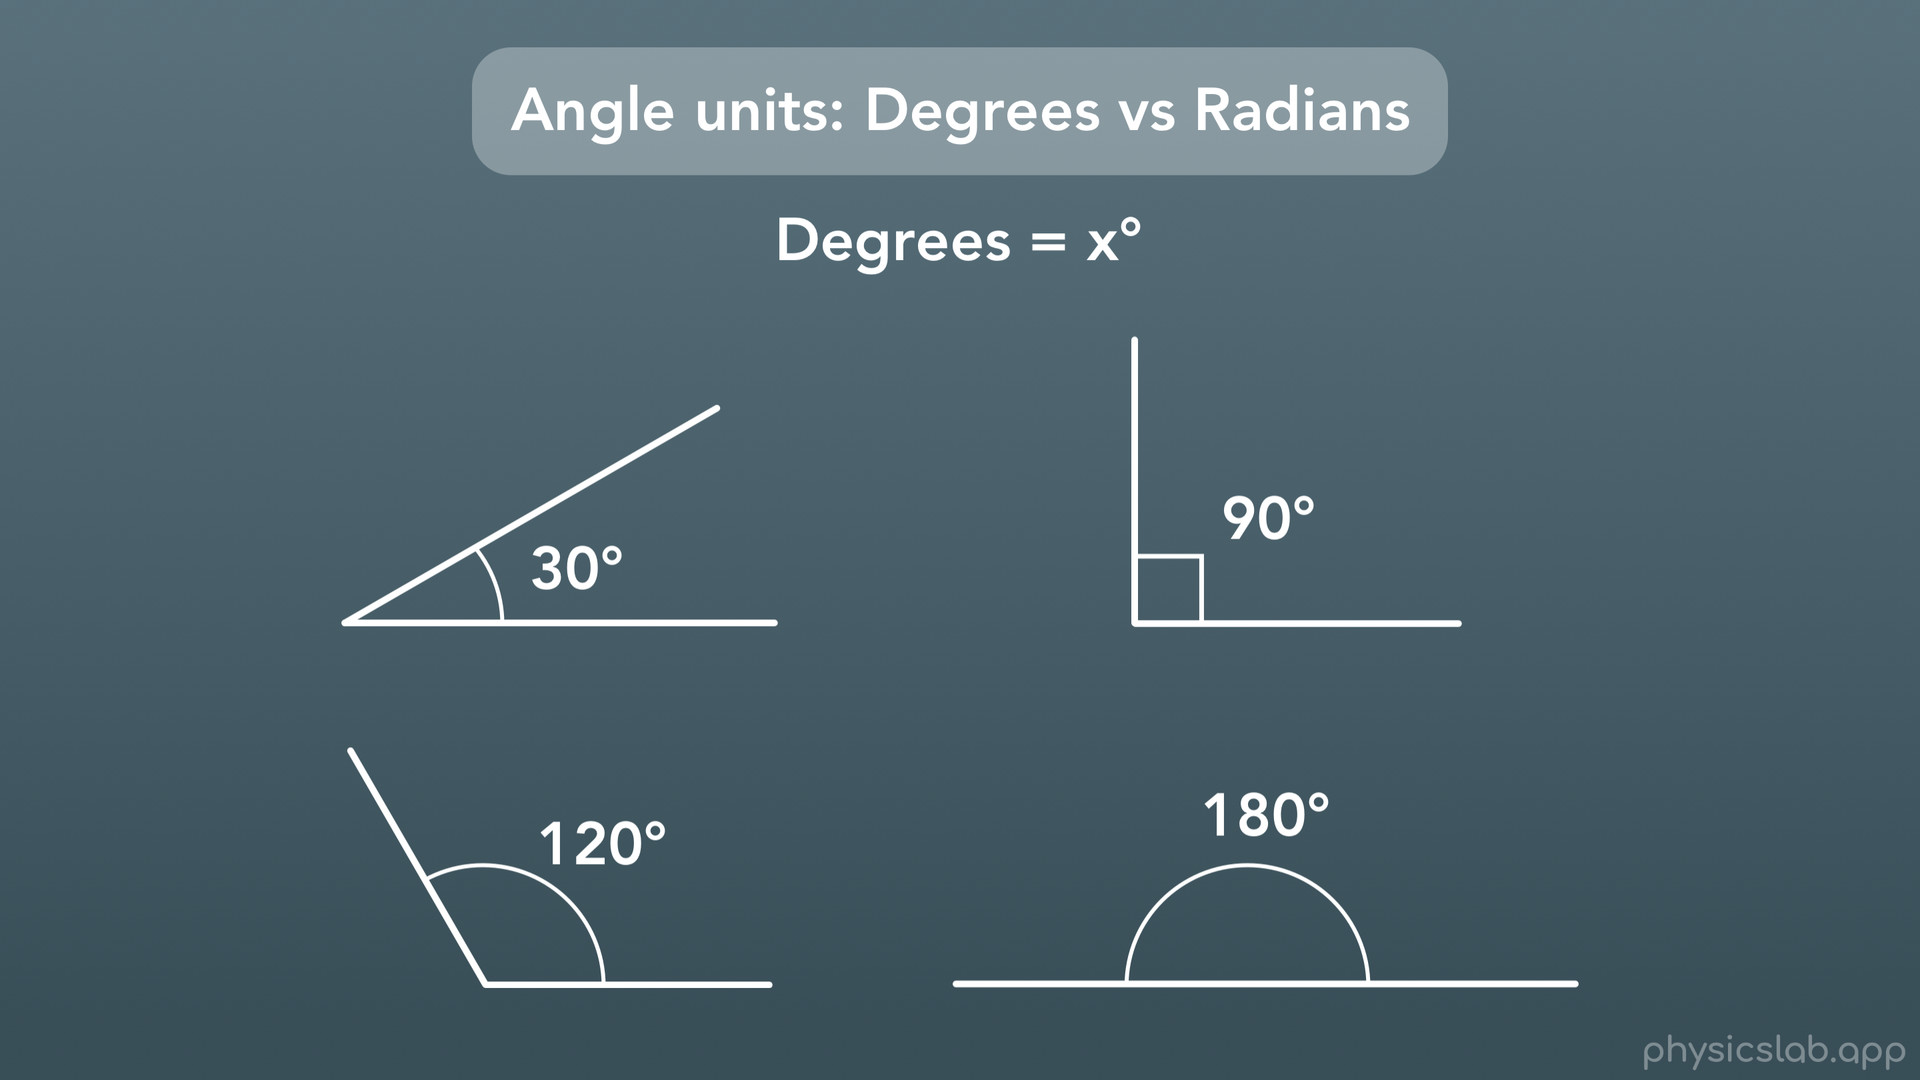 Angle units: Degrees vs Radians
Degrees = x°
30°
90°
120°
180°
physicslab.app